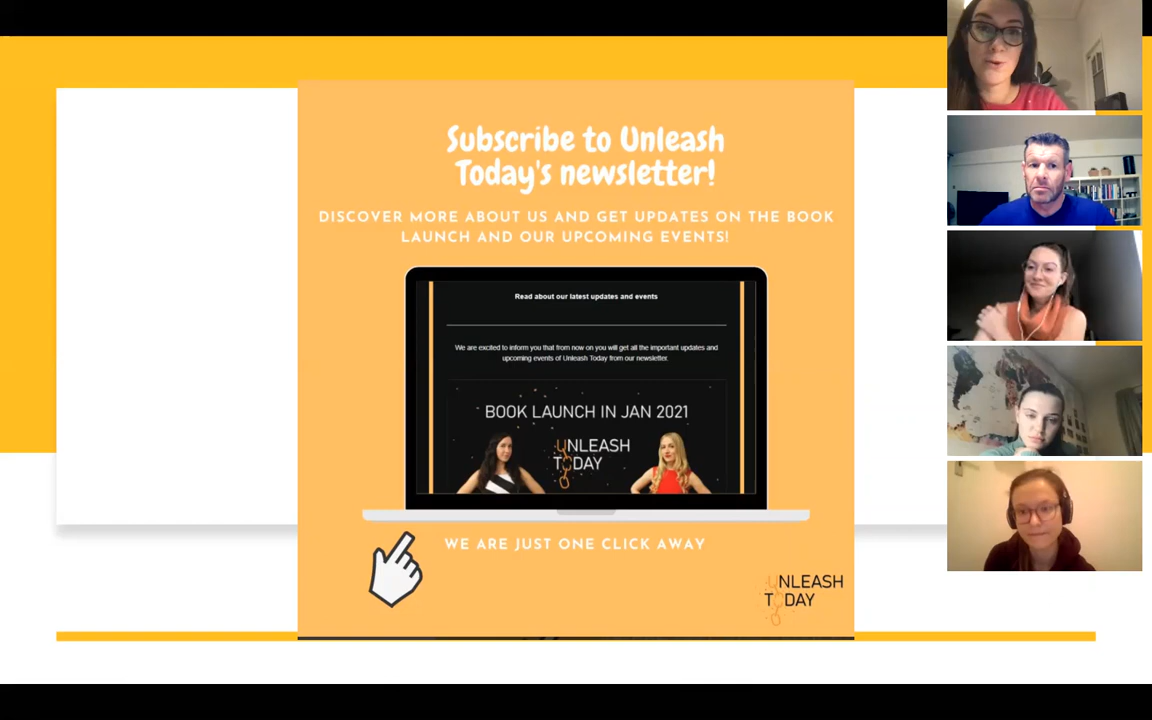 Subscribe to Unleash
Today's newsletter!
DISCOVER MORE ABOUT US AND GET UPDATES ON THE BOOK
LAUNCH AND OUR UPCOMING EVENTS!
Read about our latest updates and events
We are excited to inform you that from now on you will get all the important updates and
upcoming events of Unleash Today from our newsletter.
BOOK LAUNCH IN JAN 2021
UNLEASH
TODAY
WE ARE JUST ONE CLICK AWAY
UNLEASH
TODAY